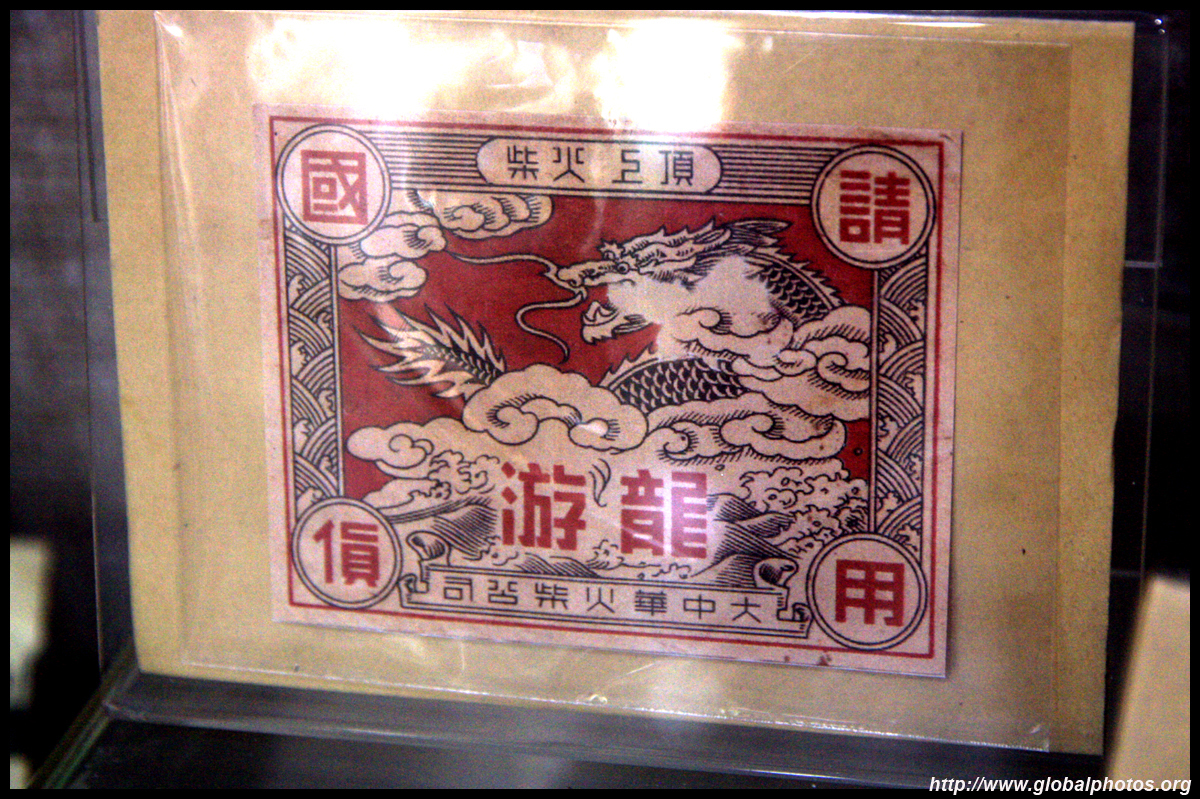 頂上火柴
請用
國貨
龍游
大中華火柴公司
http://www.globalphotos.org